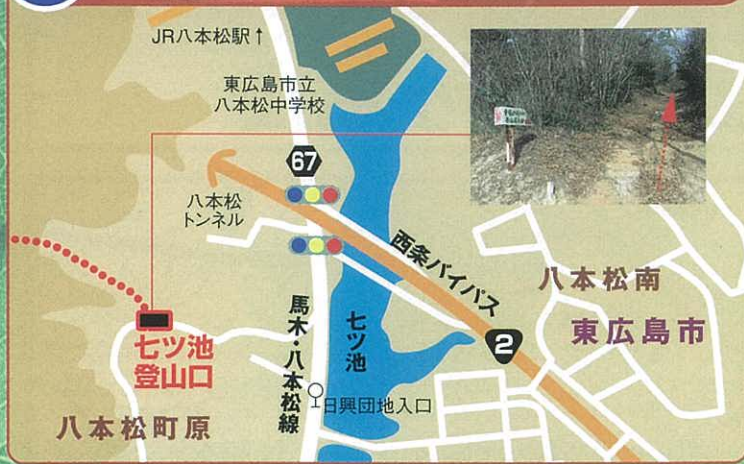 JR八本松駅↑
東広島市立
八本松中学校
67
八本松
トンネル
西条バイパス
八本松南
東広島市
2
馬木・八本松線
七ツ池
七ツ池
登山口
日興団地入口
八本松町原